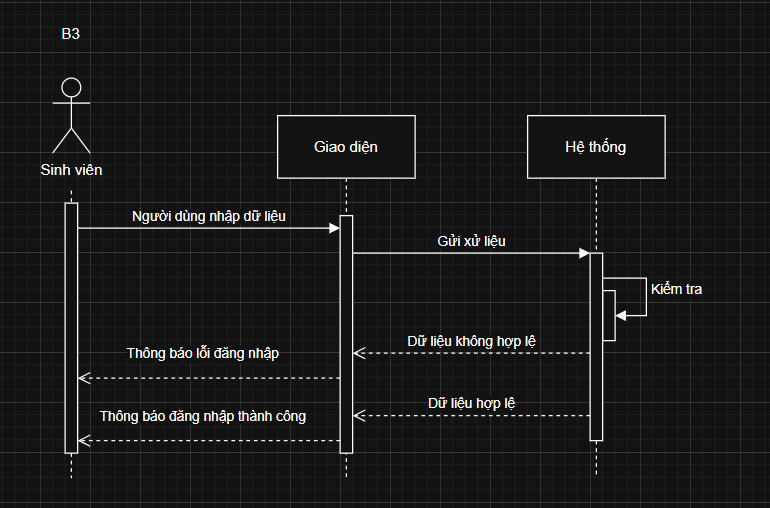 B3
Sinh viên
Giao diện
Hệ thống
Người dùng nhập dữ liệu
Gửi xử liệu
Kiểm tra
Dữ liệu không hợp lệ
Thông báo lỗi đăng nhập
Dữ liệu hợp lệ
Thông báo đăng nhập thành công